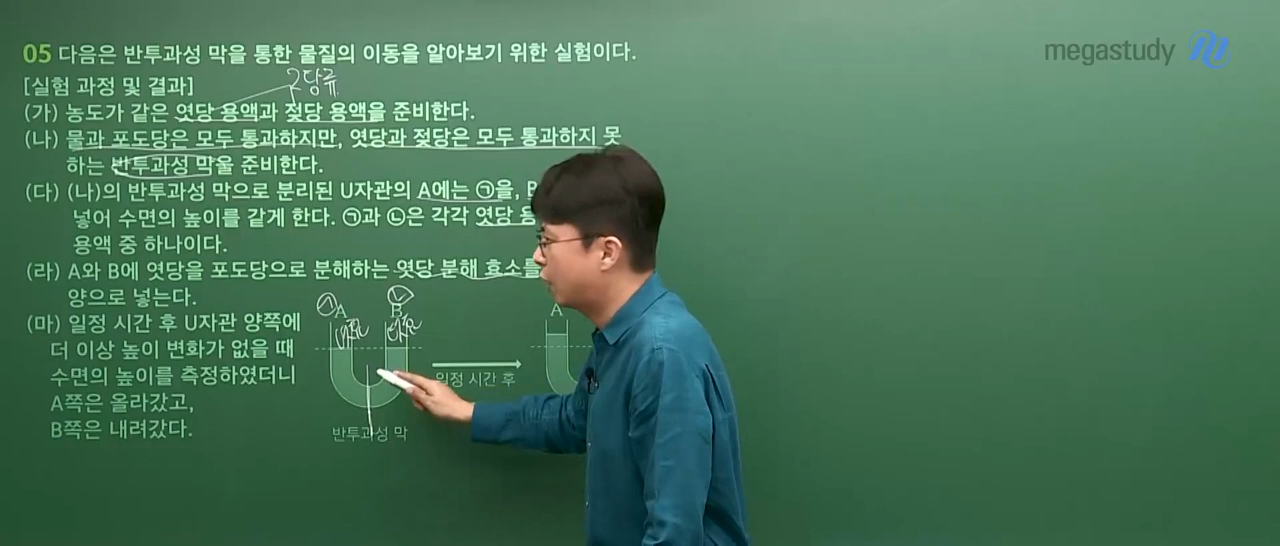 megastudy
05 다음은 반투과성 막을 통한 물질의 이동을 알아보기 위한 실험이다.
[실험 과정 및 결과]
2당류
(가) 농도가 같은 엿당 용액과 젖당 용액을 준비한다.
(나) 물과 포도당은 모두 통과하지만, 엿당과 젖당은 모두 통과하지 못
하는 반투과성 막을 준비한다.
(다) (나)의 반투과성 막으로 분리된 U자관의 A에는 ㉠을, B
넣어 수면의 높이를 같게 한다. ㉠과 ㉡은 각각 엿당 용
용액 중 하나이다.
(라) A와 B에 엿당을 포도당으로 분해하는 엿당 분해 효소를
양으로 넣는다.
(마) 일정 시간 후 U자관 양쪽에
더 이상 높이 변화가 없을 때
수면의 높이를 측정하였더니
A쪽은 올라갔고,
B쪽은 내려갔다.
㉠ A
㉡ B
A
일정 시간 후
반투과성 막